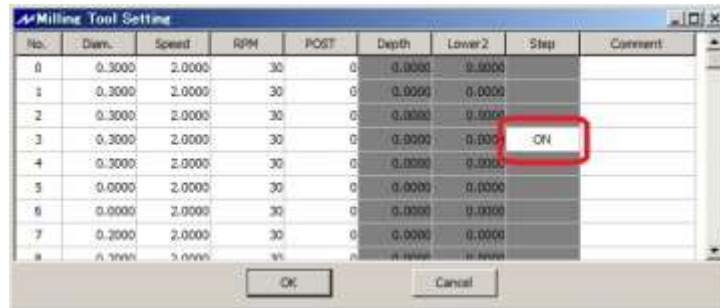 Milling Tool Setting
No. Diam. Speed RPM POST Depth Lower2 Step Comment
0 0.3000 2.0000 30 0 0.0000 0.0000
1 0.3000 2.0000 30 0 0.0000 0.0000
2 0.3000 2.0000 30 0 0.0000 0.0000
3 0.3000 2.0000 30 0 0.0000 0.0000 ON
4 0.3000 2.0000 30 0 0.0000 0.0000
5 0.0000 2.0000 30 0 0.0000 0.0000
6 0.0000 2.0000 30 0 0.0000 0.0000
7 0.2000 2.0000 30 0 0.0000 0.0000
OK Cancel